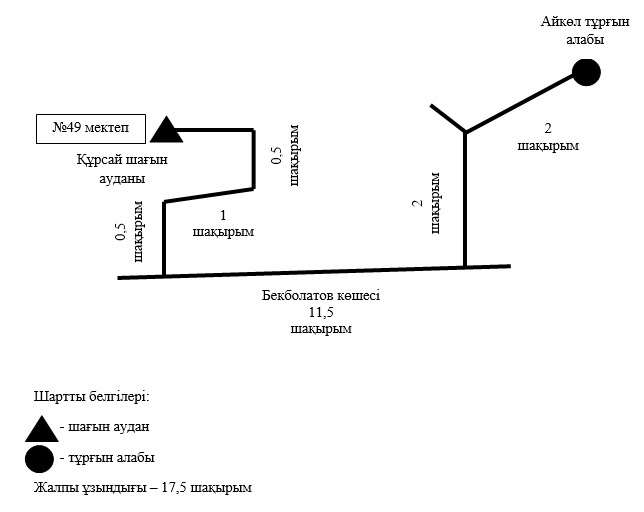 Айкөл тұрғын
алабы
№49 мектеп
Құрсай шағын
ауданы
0,5
шақырым
2
шақырым
1
шақырым
0,5
шақырым
2
шақырым
Бекболатов көшесі
11,5
шақырым
Шартты белгілері:
- шағын аудан
- тұрғын алабы
Жалпы ұзындығы – 17,5 шақырым